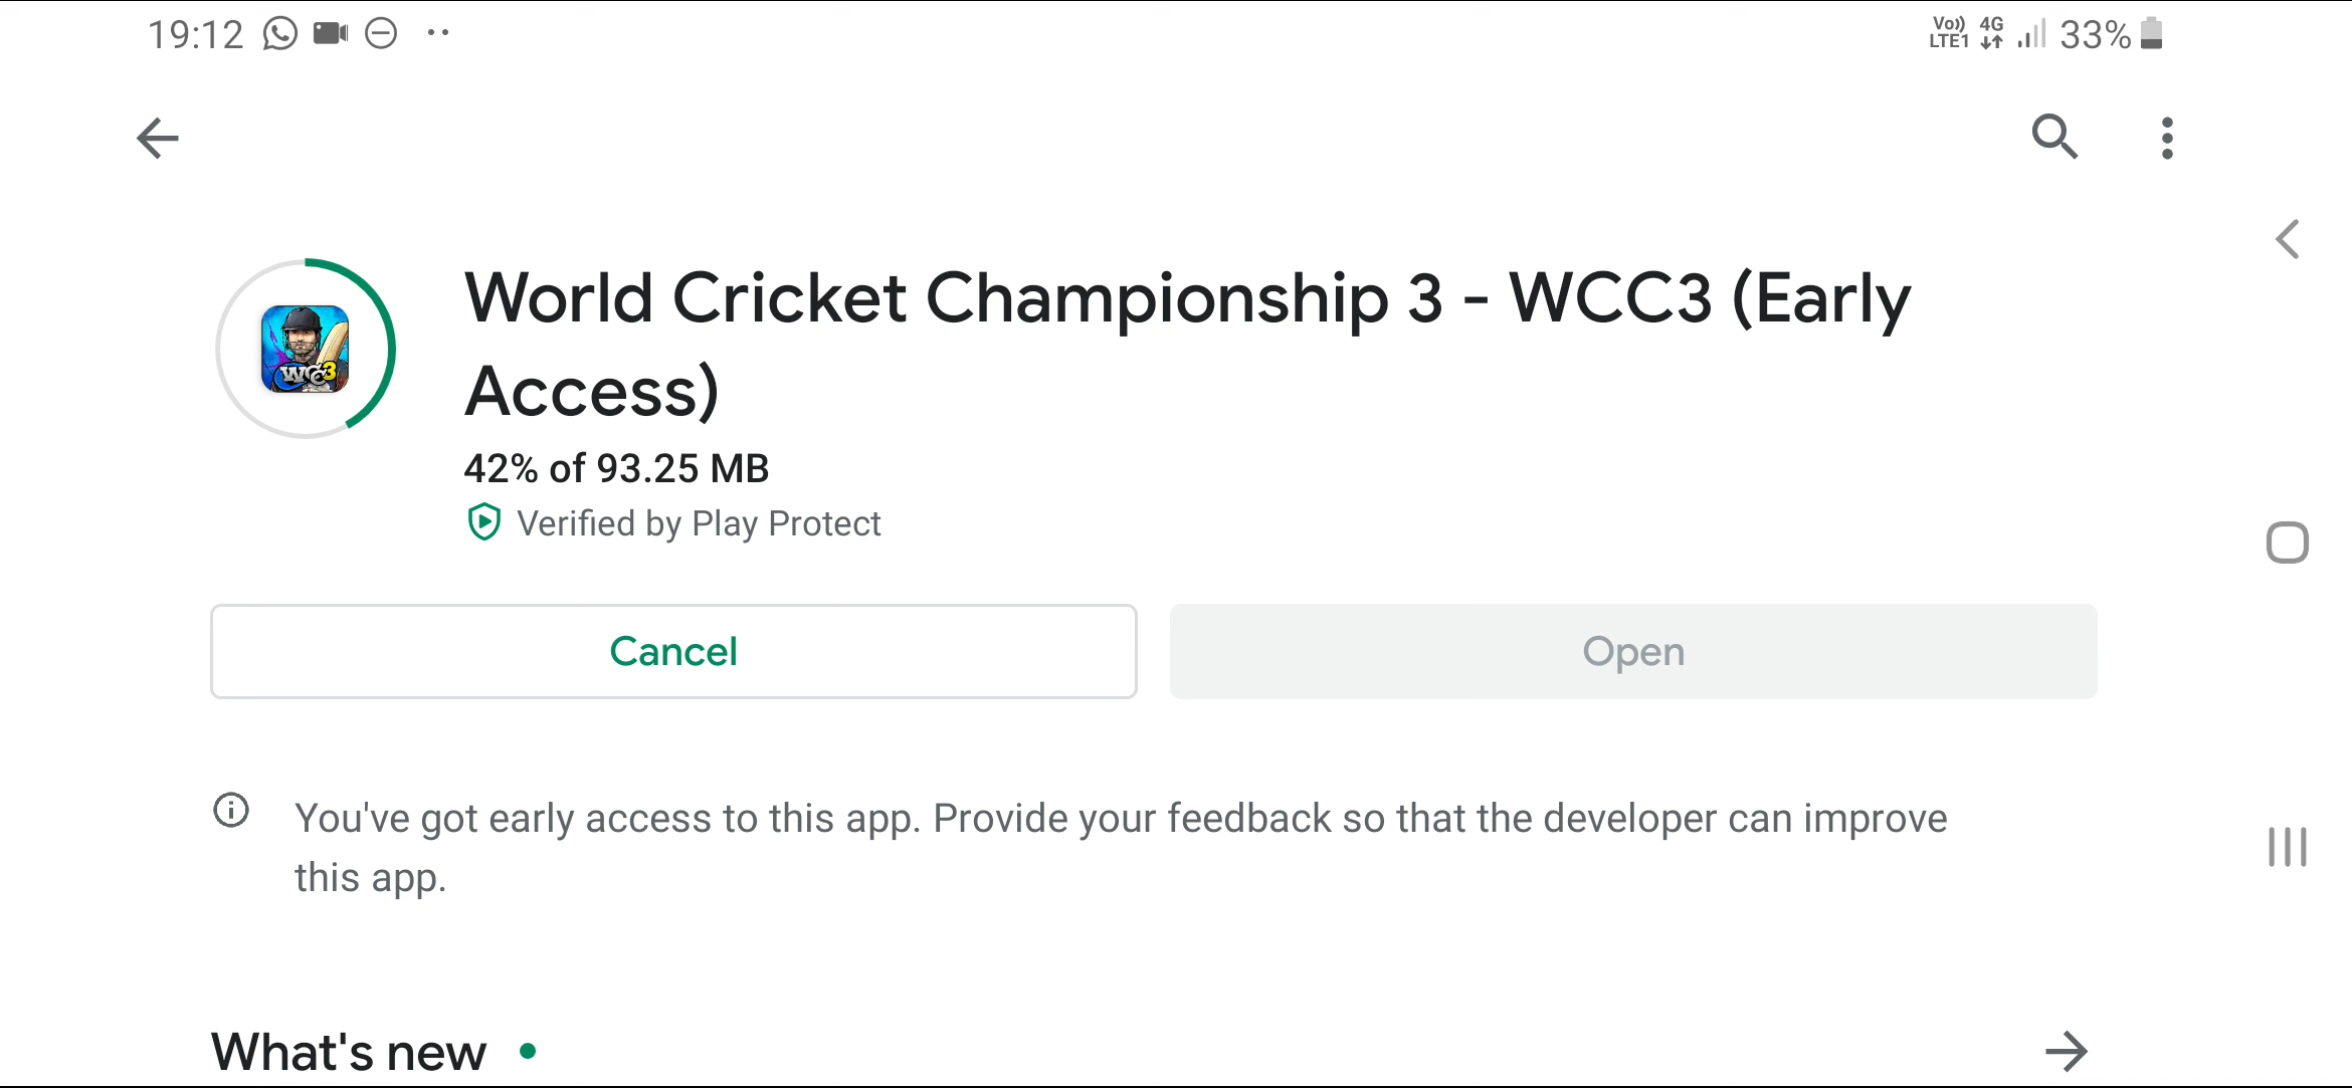 19:12
Vo)) 4G 33%
LTE1
World Cricket Championship 3 - WCC3 (Early
Access)
WCC3
42% of 93.25 MB
Verified by Play Protect
Cancel
Open
You've got early access to this app. Provide your feedback so that the developer can improve
this app.
What's new